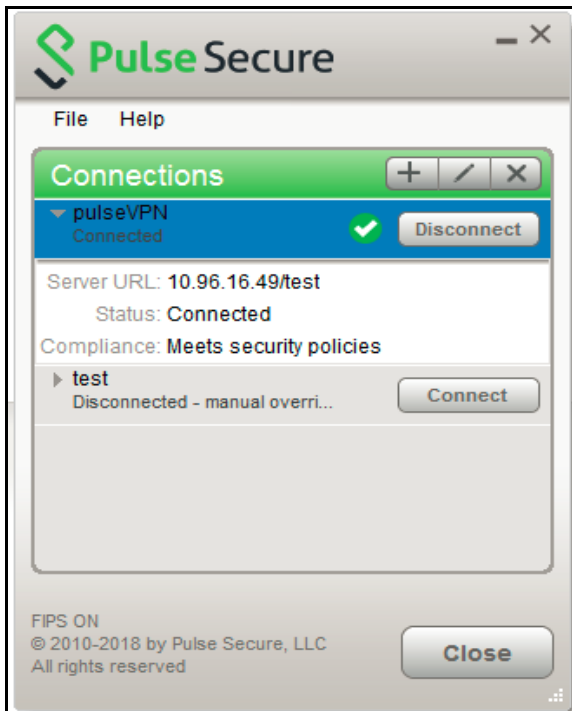 Pulse Secure
File Help
Connections
pulseVPN
Connected
Disconnect
Server URL: 10.96.16.49/test
Status: Connected
Compliance: Meets security policies
test
Disconnected - manual overri...
Connect
FIPS ON
© 2010-2018 by Pulse Secure, LLC
All rights reserved
Close